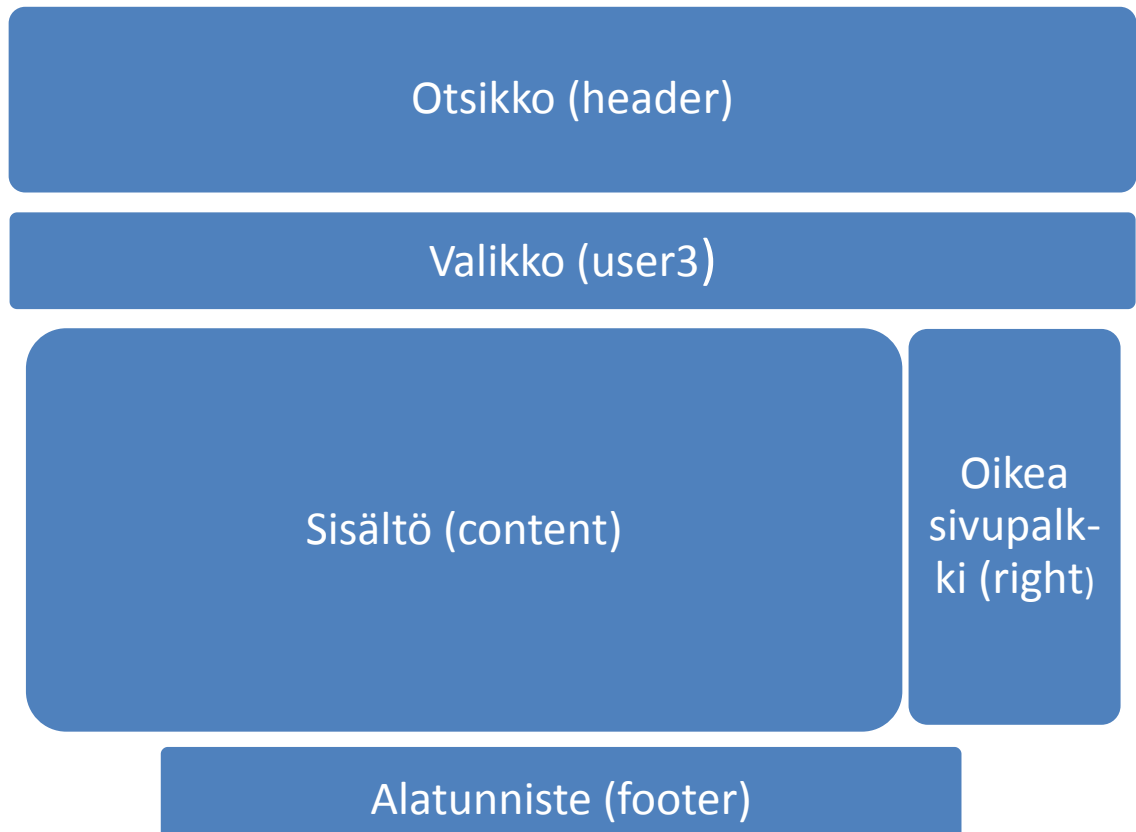 Otsikko (header)
Valikko (user3)
Sisältö (content)
Oikea
sivupalk-
ki (right)
Alatunniste (footer)